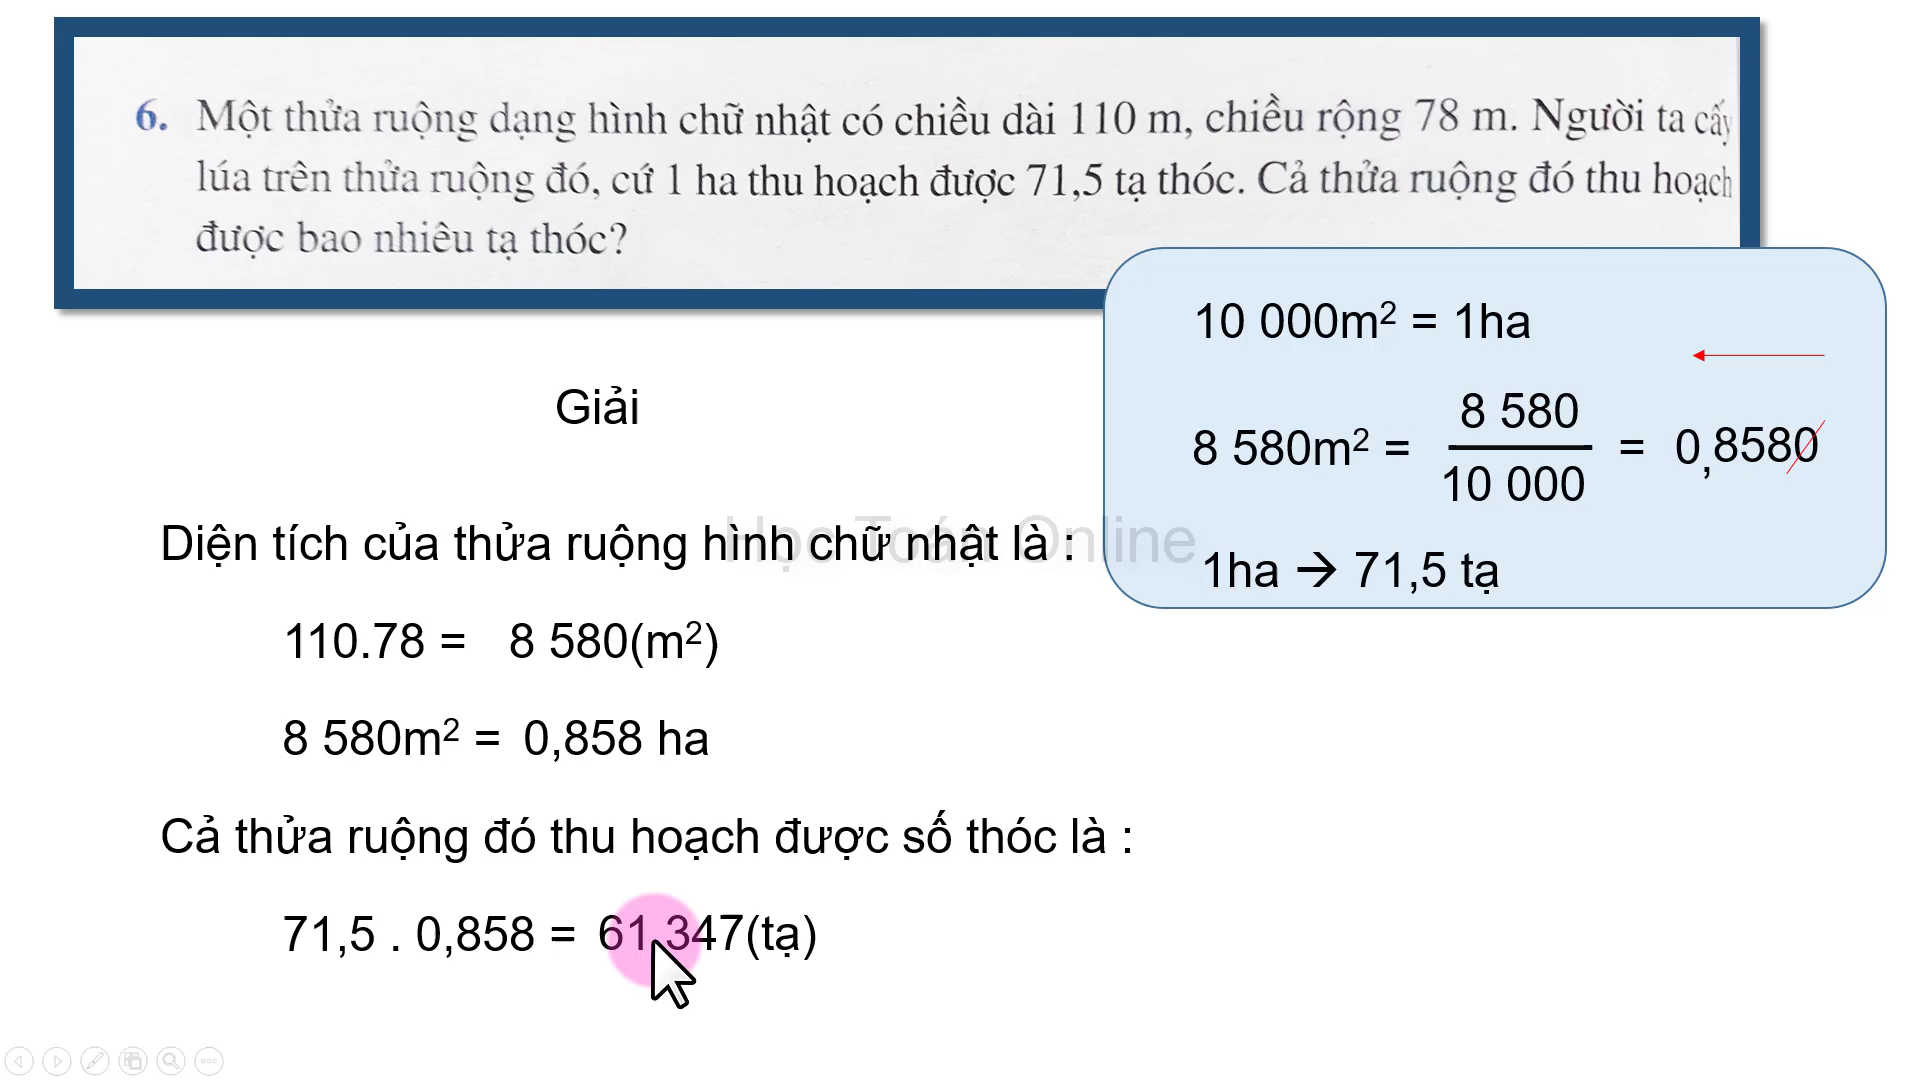 6. Một thửa ruộng dạng hình chữ nhật có chiều dài 110 m, chiều rộng 78 m. Người ta cấy
lúa trên thửa ruộng đó, cứ 1 ha thu hoạch được 71,5 tạ thóc. Cả thửa ruộng đó thu hoạch
được bao nhiêu tạ thóc?
10 000m² = 1ha
8 580m² = 8 580 / 10 000 = 0,8580
1ha → 71,5 tạ
Giải
Học Toán Online
Diện tích của thửa ruộng hình chữ nhật là :
110.78 = 8 580(m²)
8 580m² = 0,858 ha
Cả thửa ruộng đó thu hoạch được số thóc là :
71,5 . 0,858 = 61,347(tạ)